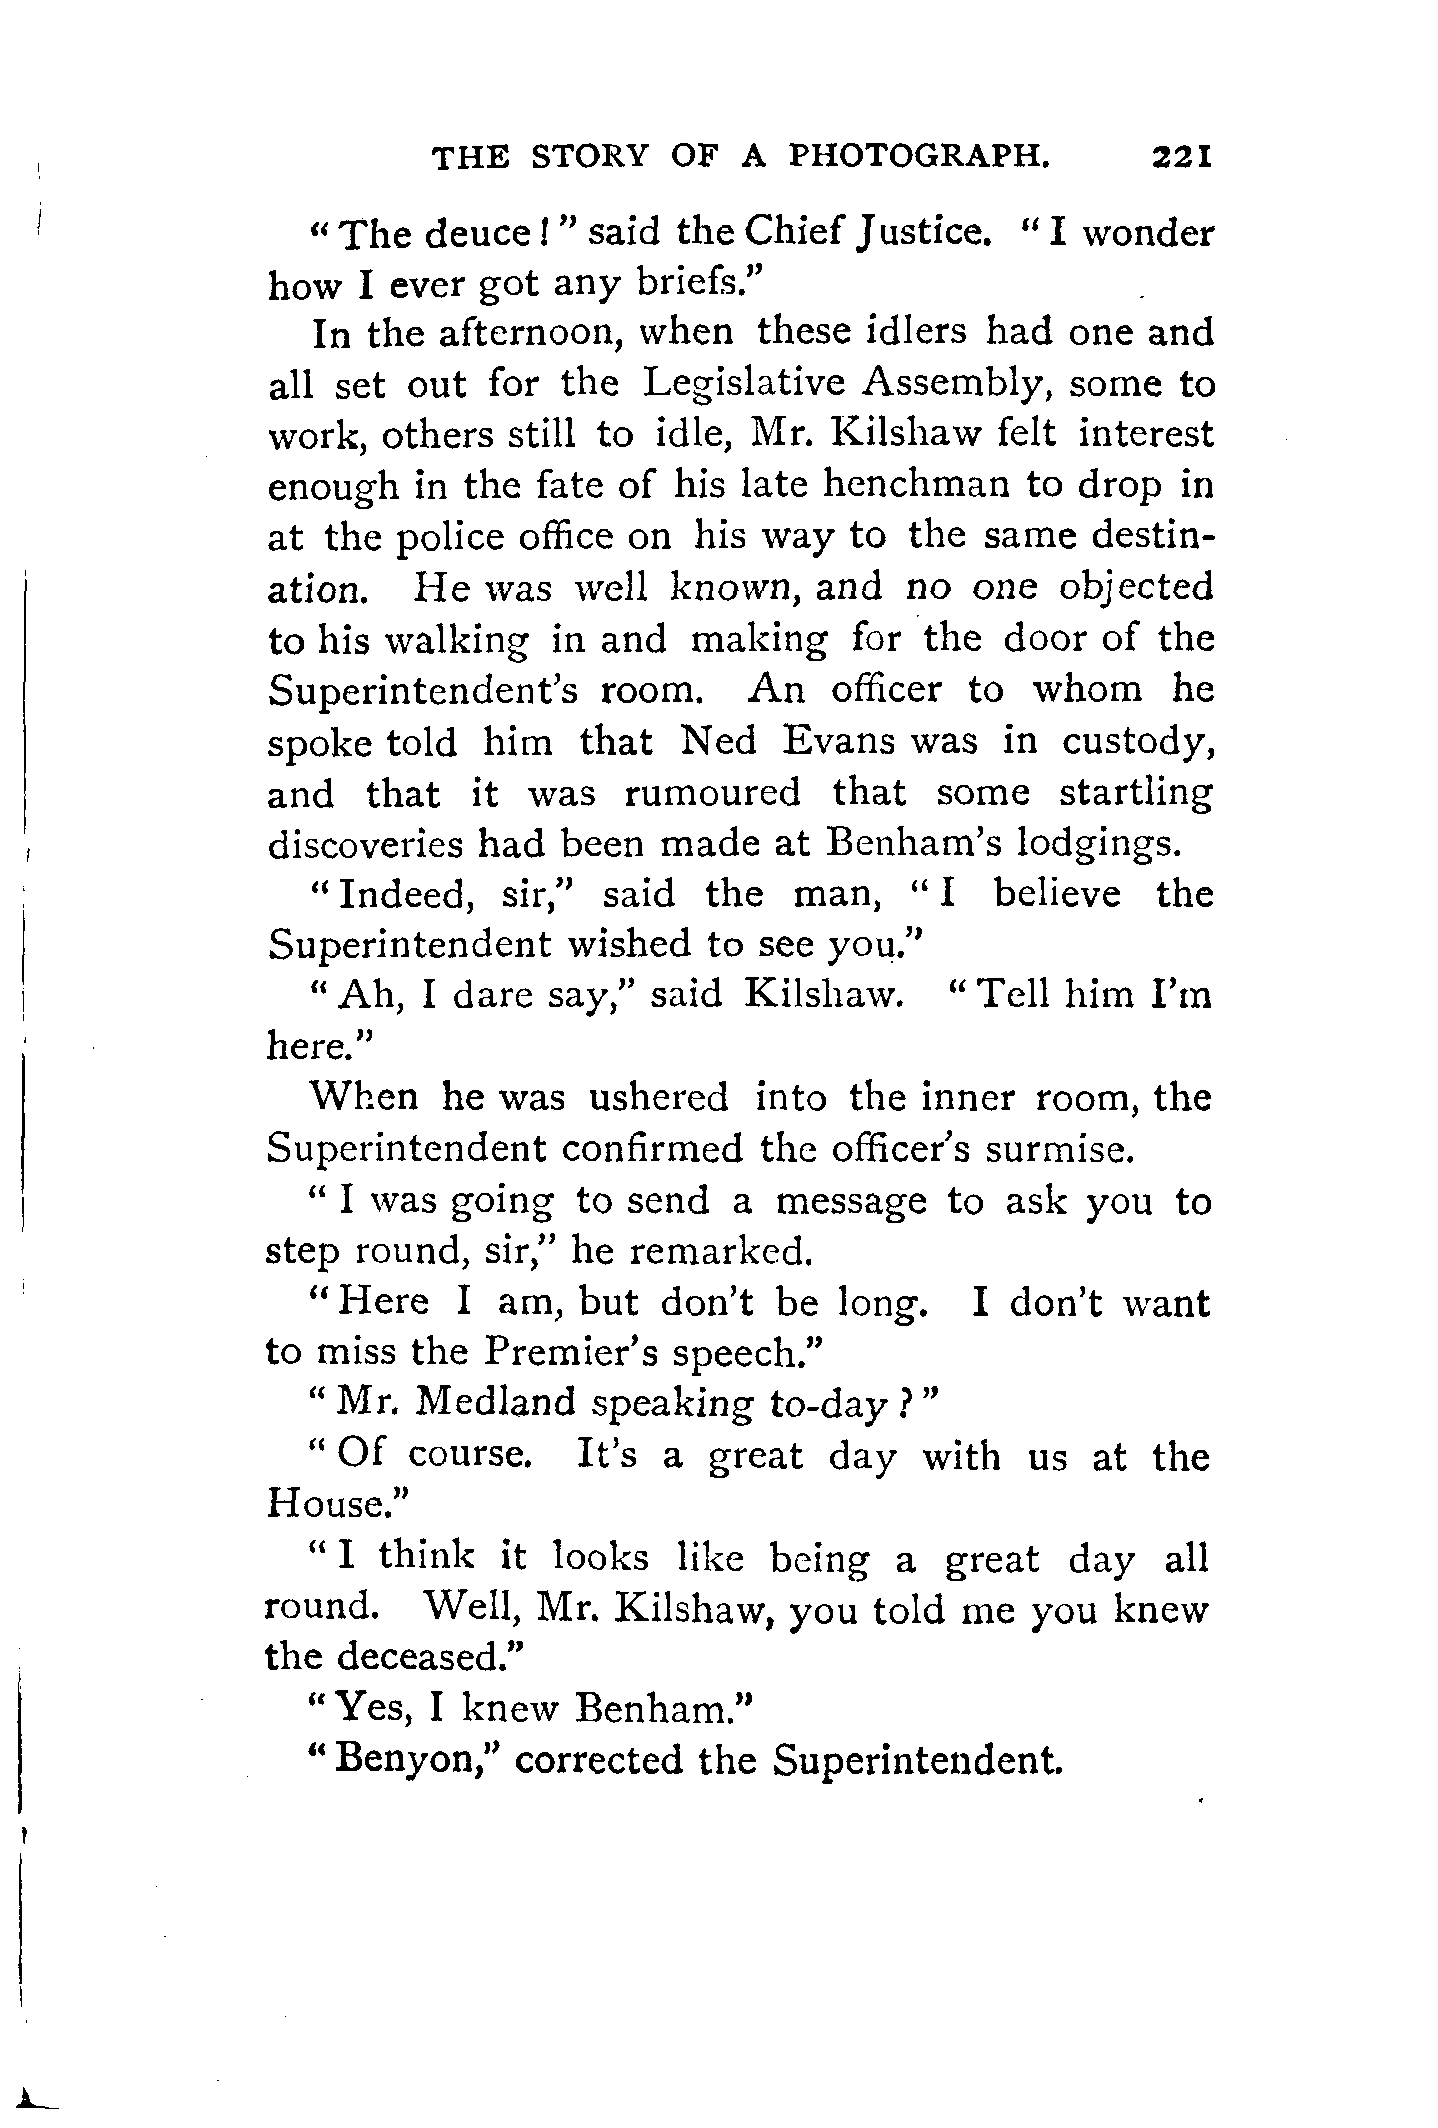 THE STORY OF A PHOTOGRAPH. 221
"The deuce!" said the Chief Justice. "I wonder
how I ever got any briefs."
In the afternoon, when these idlers had one and
all set out for the Legislative Assembly, some to
work, others still to idle, Mr. Kilshaw felt interest
enough in the fate of his late henchman to drop in
at the police office on his way to the same destin-
ation. He was well known, and no one objected
to his walking in and making for the door of the
Superintendent's room. An officer to whom he
spoke told him that Ned Evans was in custody,
and that it was rumoured that some startling
discoveries had been made at Benham's lodgings.
"Indeed, sir," said the man, "I believe the
Superintendent wished to see you."
"Ah, I dare say," said Kilshaw. "Tell him I'm
here."
When he was ushered into the inner room, the
Superintendent confirmed the officer's surmise.
"I was going to send a message to ask you to
step round, sir," he remarked.
"Here I am, but don't be long. I don't want
to miss the Premier's speech."
"Mr. Medland speaking to-day?"
"Of course. It's a great day with us at the
House."
"I think it looks like being a great day all
round. Well, Mr. Kilshaw, you told me you knew
the deceased."
"Yes, I knew Benham."
"Benyon," corrected the Superintendent.